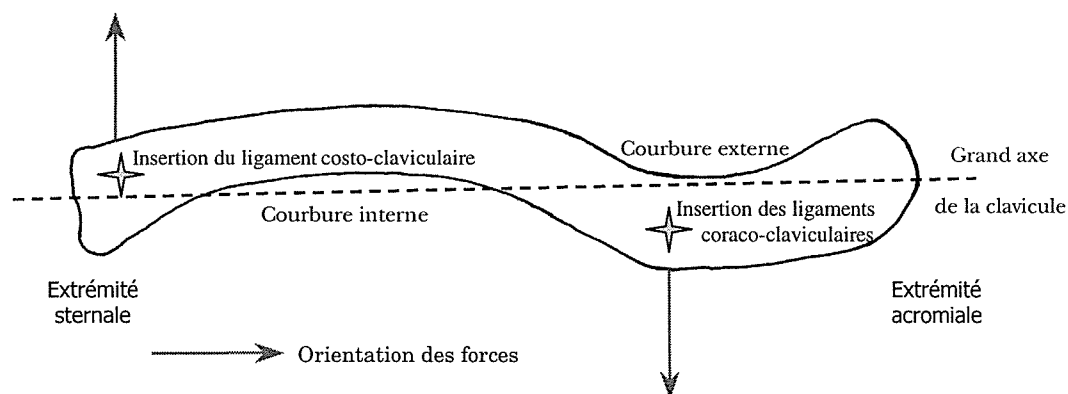 Insertion du ligament costo-claviculaire
Courbure externe
Grand axe
de la clavicule
Courbure interne
Insertion des ligaments
coraco-claviculaires
Extrémité
sternale
Extrémité
acromiale
Orientation des forces